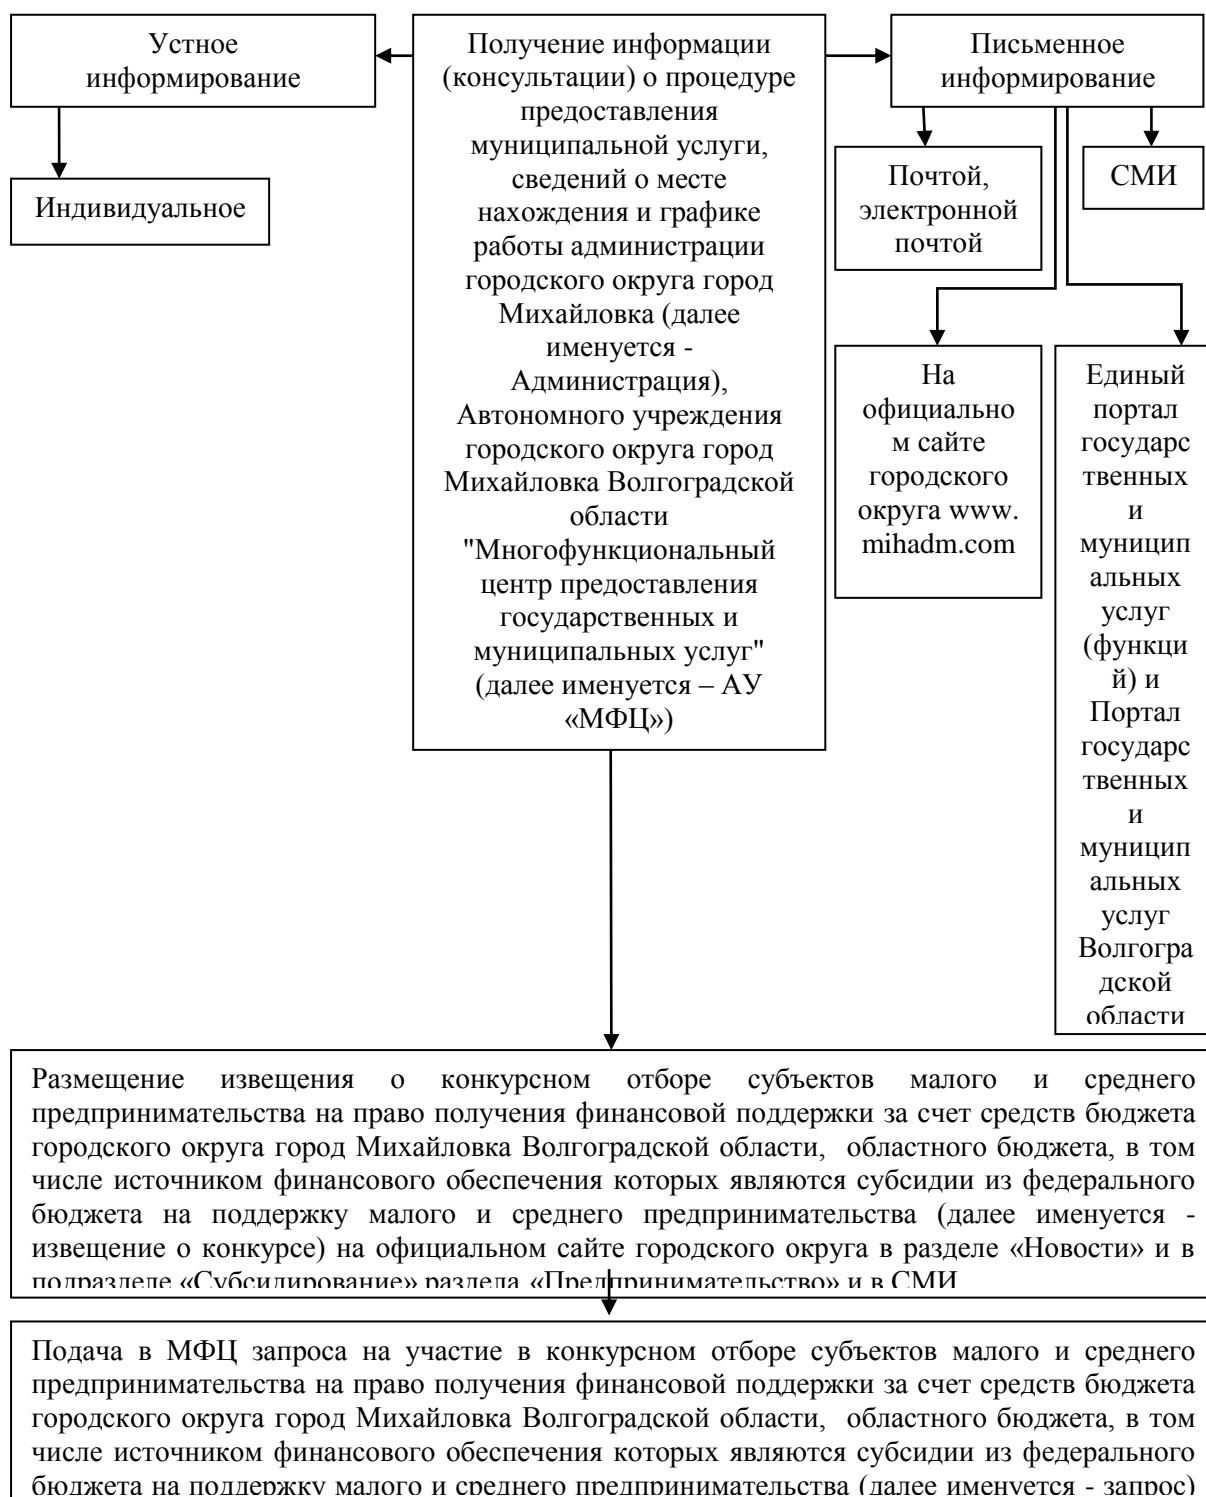 Устное
информирование
Получение информации
(консультации) о процедуре
предоставления
муниципальной услуги,
сведений о месте
нахождения и графике
работы администрации
городского округа город
Михайловка (далее
именуется -
Администрация),
Автономного учреждения
городского округа город
Михайловка Волгоградской
области
"Многофункциональный
центр предоставления
государственных и
муниципальных услуг"
(далее именуется – АУ
«МФЦ»)
Письменное
информирование
Индивидуальное
Почтой,
электронной
почтой
СМИ
На
официально
м сайте
городского
округа www.
mihadm.com
Единый
портал
государс
твенных
и
муницип
альных
услуг
(функци
й) и
Портал
государс
твенных
и
муницип
альных
услуг
Волгогра
дской
области
Размещение извещения о конкурсном отборе субъектов малого и среднего
предпринимательства на право получения финансовой поддержки за счет средств бюджета
городского округа город Михайловка Волгоградской области, областного бюджета, в том
числе источником финансового обеспечения которых являются субсидии из федерального
бюджета на поддержку малого и среднего предпринимательства (далее именуется -
извещение о конкурсе) на официальном сайте городского округа в разделе «Новости» и в
подразделе «Субсидирование» раздела «Предпринимательство» и в СМИ
Подача в МФЦ запроса на участие в конкурсном отборе субъектов малого и среднего
предпринимательства на право получения финансовой поддержки за счет средств бюджета
городского округа город Михайловка Волгоградской области, областного бюджета, в том
числе источником финансового обеспечения которых являются субсидии из федерального
бюджета на поддержку малого и среднего предпринимательства (далее именуется - запрос)